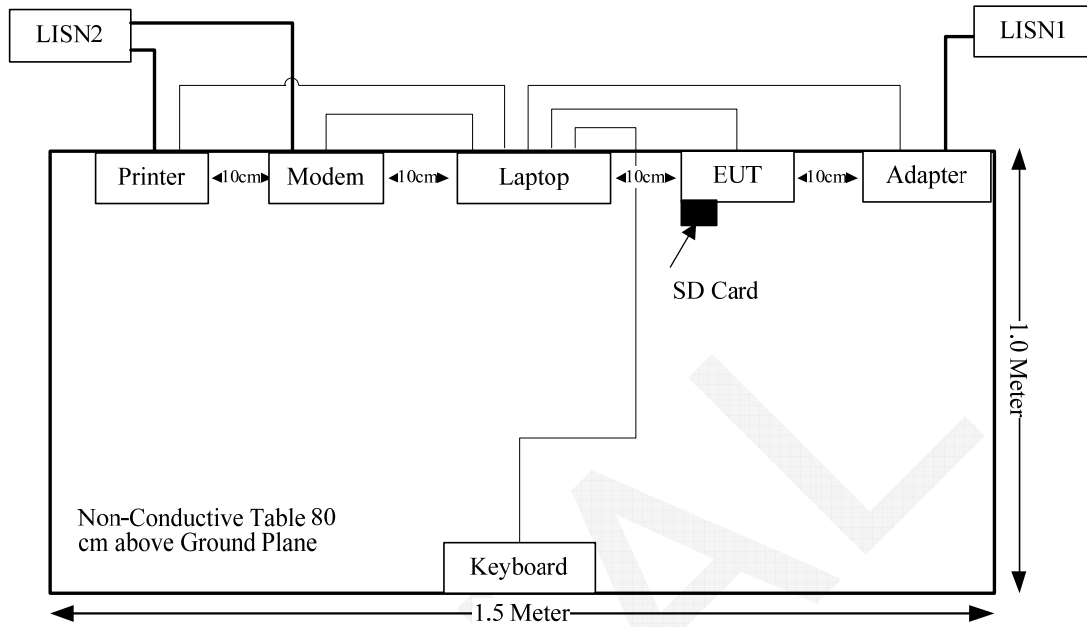 LISN2
LISN1
Printer
10cm
Modem
10cm
Laptop
10cm
EUT
10cm
Adapter
SD Card
1.0 Meter
Non-Conductive Table 80
cm above Ground Plane
Keyboard
1.5 Meter